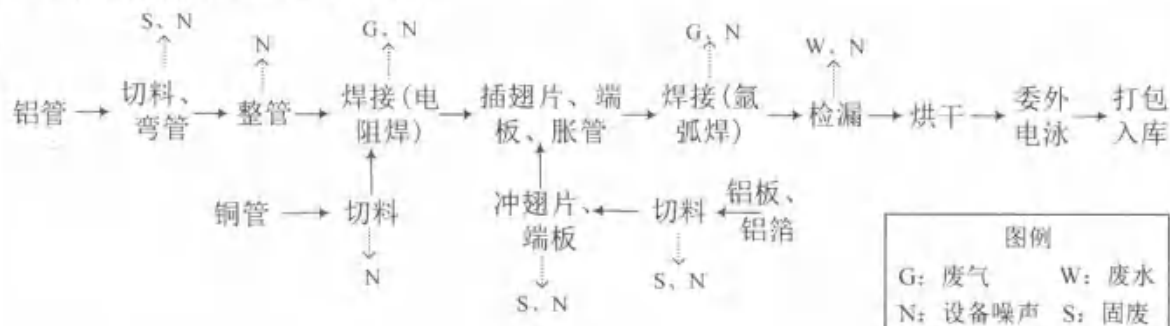 S、N
N
G、N
G、N
W、N
铝管
切料、
弯管
整管
焊接(电
阻焊)
插翅片、端
板、胀管
焊接(氩
弧焊)
检漏
烘干
委外
电泳
打包
入库
铜管
切料
冲翅片、
端板
切料
铝板、
铝箔
N
S、N
S、N
图例
G：废气 W：废水
N：设备噪声 S：固废